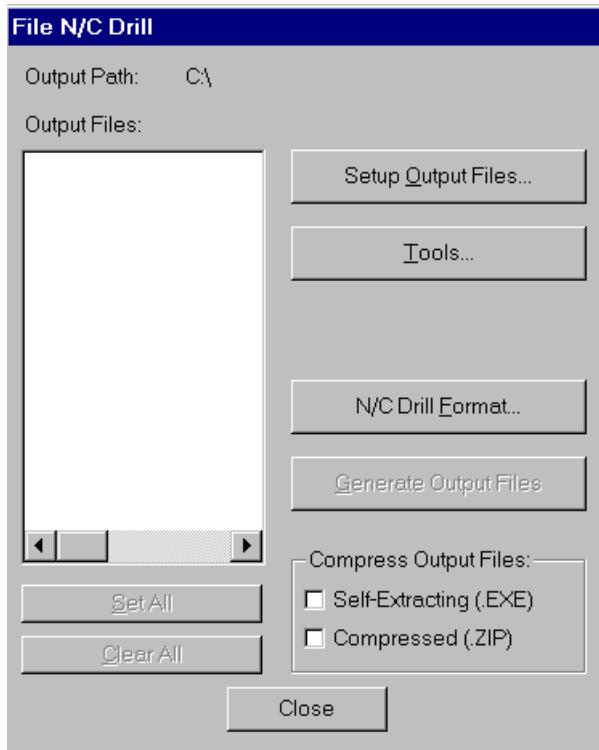 File N/C Drill
Output Path: C:\
Output Files:
Setup Output Files...
Tools...
N/C Drill Format...
Generate Output Files
Set All
Clear All
Compress Output Files:
Self-Extracting (.EXE)
Compressed (.ZIP)
Close